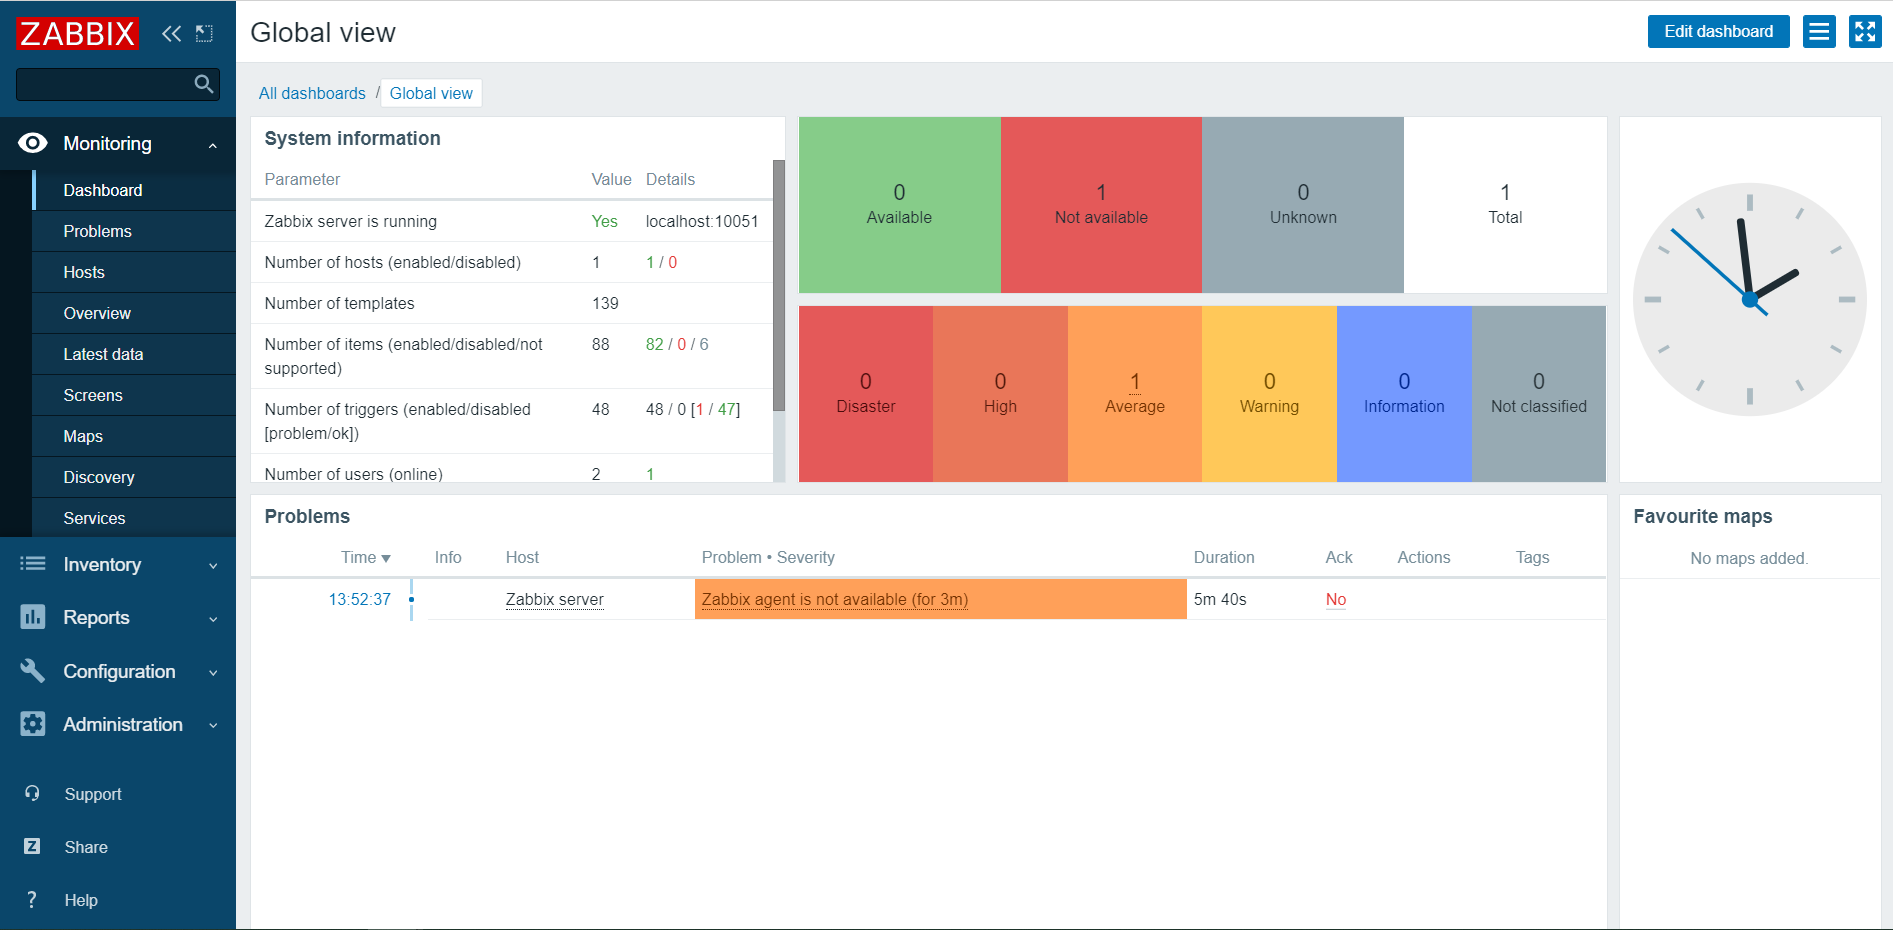 ZABBIX
Monitoring
Dashboard
Problems
Hosts
Overview
Latest data
Screens
Maps
Discovery
Services
Inventory
Reports
Configuration
Administration
Support
Z Share
? Help
Global view
Edit dashboard
All dashboards / Global view
System information
Parameter Value Details
Zabbix server is running Yes localhost:10051
Number of hosts (enabled/disabled) 1 1 / 0
Number of templates 139
Number of items (enabled/disabled/not 88 82 / 0 / 6
supported)
Number of triggers (enabled/disabled 48 48 / 0 [1 / 47]
[problem/ok])
Number of users (online) 2 1
0 1 0 1
Available Not available Unknown Total
0 0 1 0 0 0
Disaster High Average Warning Information Not classified
Problems
Time Info Host Problem • Severity Duration Ack Actions Tags
13:52:37 Zabbix server Zabbix agent is not available (for 3m) 5m 40s No
Favourite maps
No maps added.